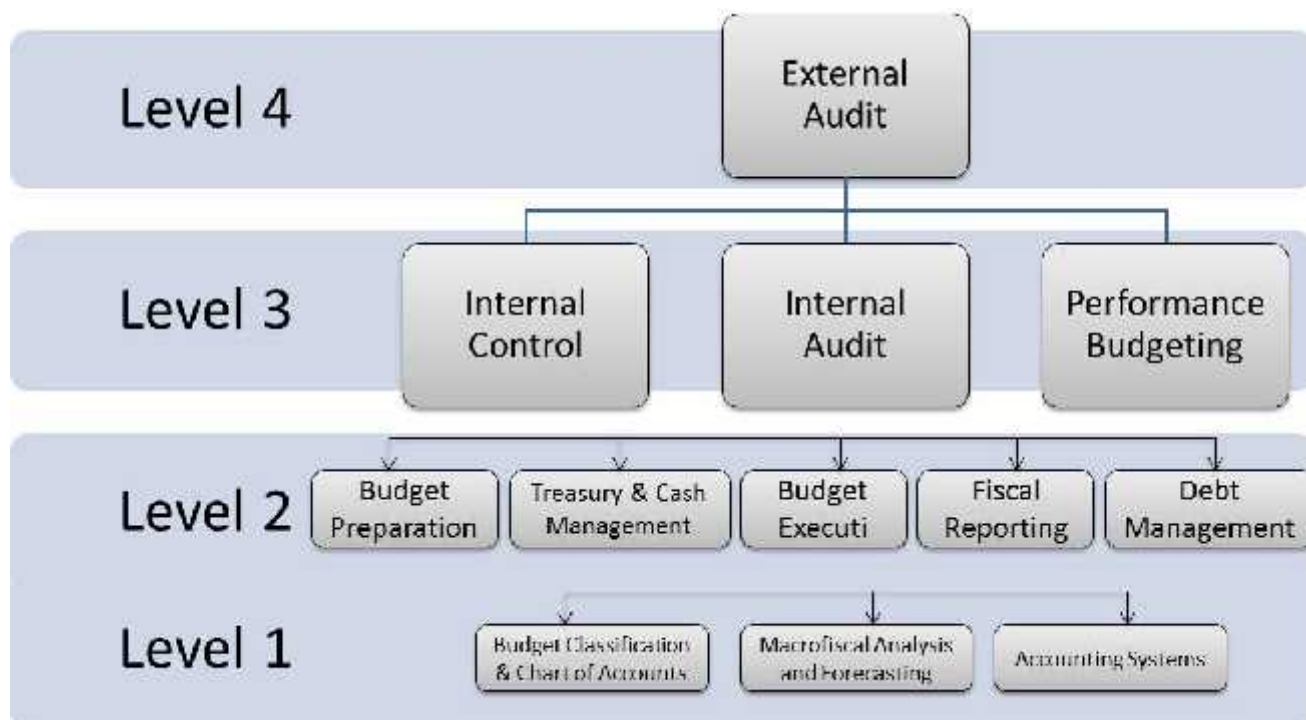 Level 4
External
Audit
Level 3
Internal
Control
Internal
Audit
Performance
Budgeting
Level 2
Budget
Preparation
Treasury & Cash
Management
Budget
Executi
Fiscal
Reporting
Debt
Management
Level 1
Budget Classification
& Chart of Accounts
Macrofiscal Analysis
and Forecasting
Accounting Systems